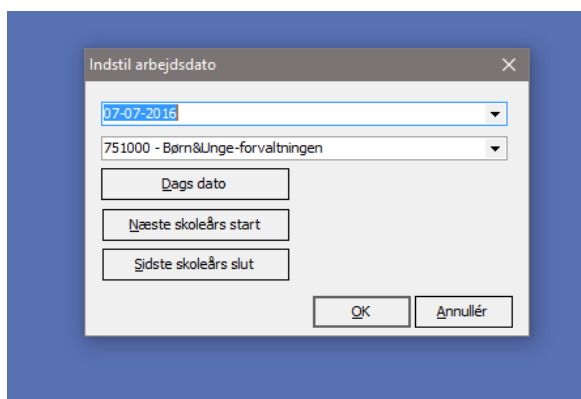 Indstil arbejdsdato
07-07-2016
751000 - Børn&Unge-forvaltningen
Dags dato
Næste skoleårs start
Sidste skoleårs slut
OK Annullér